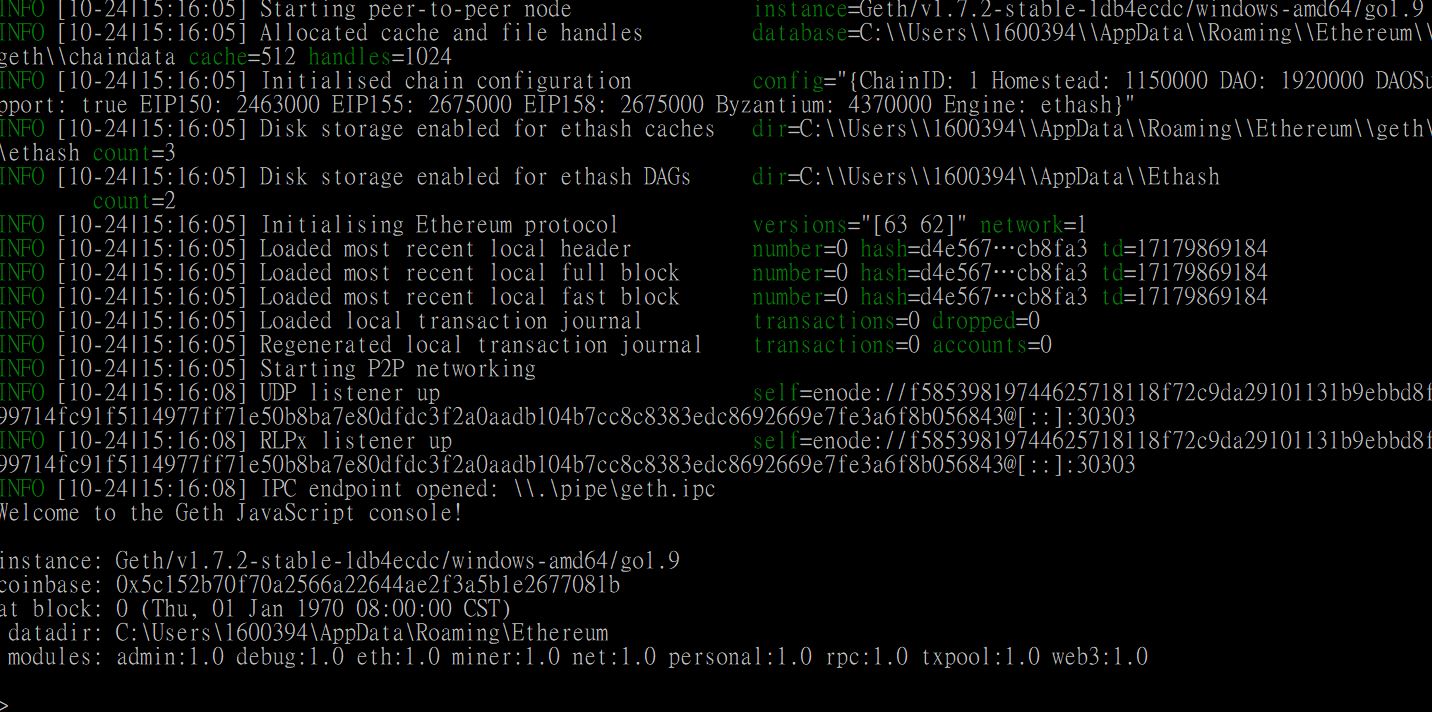 INFO [10-24|15:16:05] Starting peer-to-peer node instance=Geth/v1.7.2-stable-1db4ecdc/windows-amd64/go1.9
INFO [10-24|15:16:05] Allocated cache and file handles database=C:\\Users\\1600394\\AppData\\Roaming\\Ethereum\\
geth\\chaindata cache=512 handles=1024
INFO [10-24|15:16:05] Initialised chain configuration config="{ChainID: 1 Homestead: 1150000 DAO: 1920000 DAOSu
pport: true EIP150: 2463000 EIP155: 2675000 EIP158: 2675000 Byzantium: 4370000 Engine: ethash}"
INFO [10-24|15:16:05] Disk storage enabled for ethash caches dir=C:\\Users\\1600394\\AppData\\Roaming\\Ethereum\\geth\
\ethash count=3
INFO [10-24|15:16:05] Disk storage enabled for ethash DAGs dir=C:\\Users\\1600394\\AppData\\Ethash
count=2
INFO [10-24|15:16:05] Initialising Ethereum protocol versions="[63 62]" network=1
INFO [10-24|15:16:05] Loaded most recent local header number=0 hash=d4e567…cb8fa3 td=17179869184
INFO [10-24|15:16:05] Loaded most recent local full block number=0 hash=d4e567…cb8fa3 td=17179869184
INFO [10-24|15:16:05] Loaded most recent local fast block number=0 hash=d4e567…cb8fa3 td=17179869184
INFO [10-24|15:16:05] Loaded local transaction journal transactions=0 dropped=0
INFO [10-24|15:16:05] Regenerated local transaction journal transactions=0 accounts=0
INFO [10-24|15:16:05] Starting P2P networking
INFO [10-24|15:16:08] UDP listener up self=enode://f58539819744625718118f72c9da29101131b9ebbd8f
99714fc91f5114977ff71e50b8ba7e80dfdc3f2a0aadb104b7cc8c8383edc8692669e7fe3a6f8b056843@[::]:30303
INFO [10-24|15:16:08] RLPx listener up self=enode://f58539819744625718118f72c9da29101131b9ebbd8f
99714fc91f5114977ff71e50b8ba7e80dfdc3f2a0aadb104b7cc8c8383edc8692669e7fe3a6f8b056843@[::]:30303
INFO [10-24|15:16:08] IPC endpoint opened: \\.\pipe\geth.ipc
Welcome to the Geth JavaScript console!
instance: Geth/v1.7.2-stable-1db4ecdc/windows-amd64/go1.9
coinbase: 0x5c152b70f70a2566a22644ae2f3a5b1e2677081b
at block: 0 (Thu, 01 Jan 1970 08:00:00 CST)
datadir: C:\Users\1600394\AppData\Roaming\Ethereum
modules: admin:1.0 debug:1.0 eth:1.0 miner:1.0 net:1.0 personal:1.0 rpc:1.0 txpool:1.0 web3:1.0
>